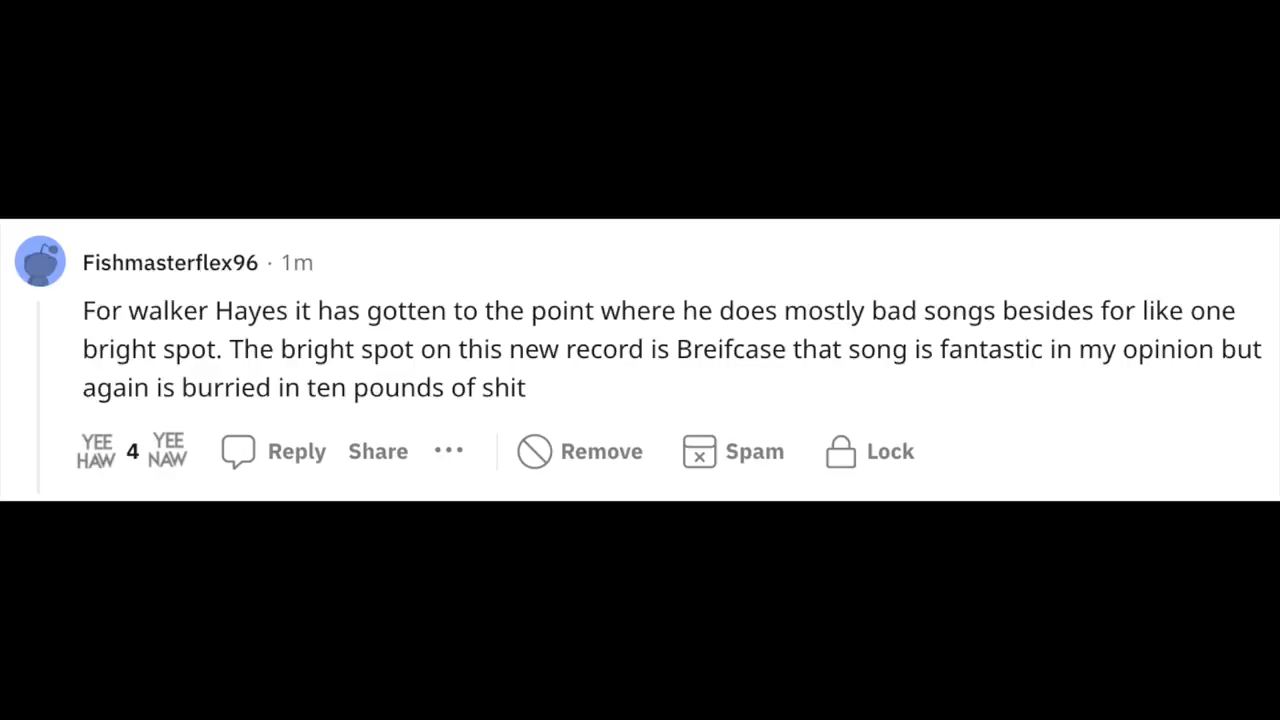 Fishmasterflex96 · 1m
For walker Hayes it has gotten to the point where he does mostly bad songs besides for like one
bright spot. The bright spot on this new record is Breifcase that song is fantastic in my opinion but
again is burried in ten pounds of shit
YEE HAW 4 YEE NAW Reply Share ··· Remove Spam Lock